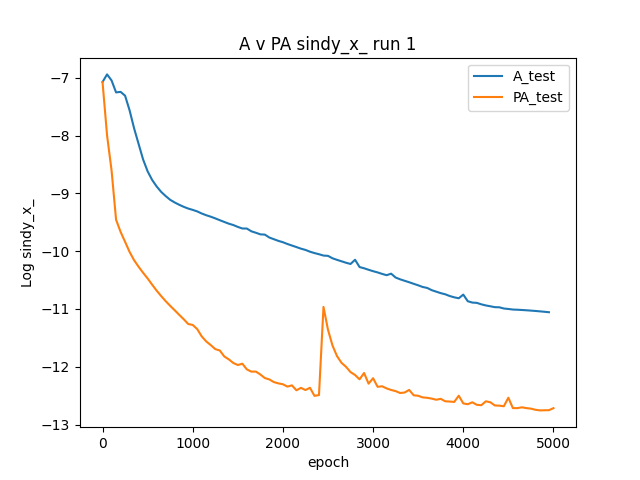 A v PA sindy_x_ run 1
A_test
PA_test
−7
−8
−9
−10
−11
−12
−13
Log sindy_x_
0
1000
2000
3000
4000
5000
epoch